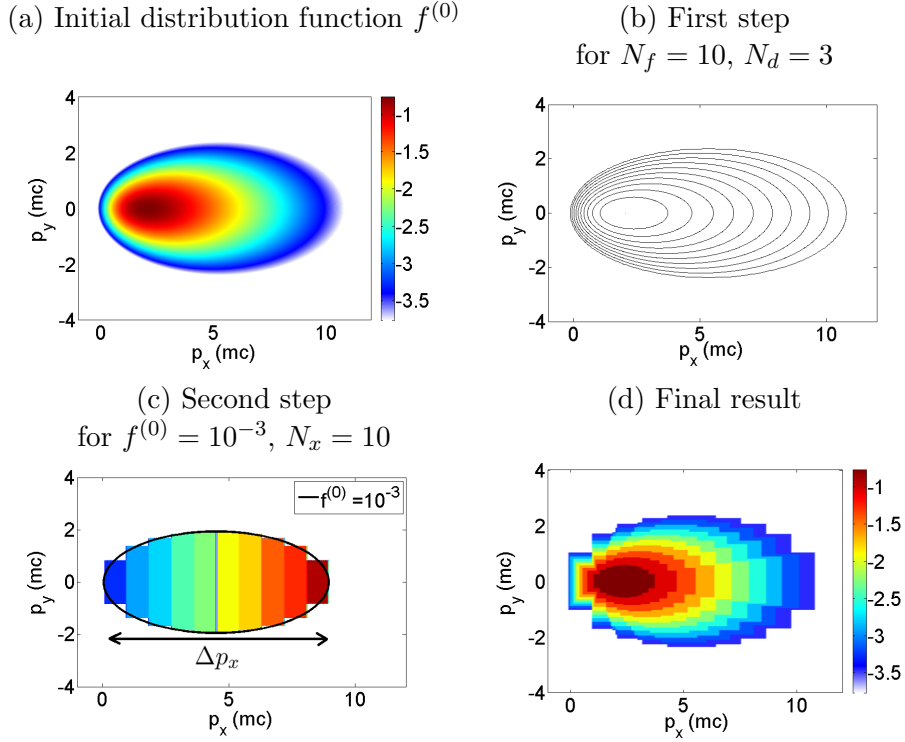 (a) Initial distribution function f^(0)
4
2
0
-2
-4
p_y (mc)
0
5
10
p_x (mc)
-1
-1.5
-2
-2.5
-3
-3.5
(b) First step
for N_f = 10, N_d = 3
4
2
0
-2
-4
p_y (mc)
0
5
10
p_x (mc)
(c) Second step
for f^(0) = 10^-3, N_x = 10
4
2
0
-2
-4
p_y (mc)
f^(0) =10^-3
Δp_x
0
5
10
p_x (mc)
(d) Final result
4
2
0
-2
-4
p_y (mc)
0
5
10
p_x (mc)
-1
-1.5
-2
-2.5
-3
-3.5